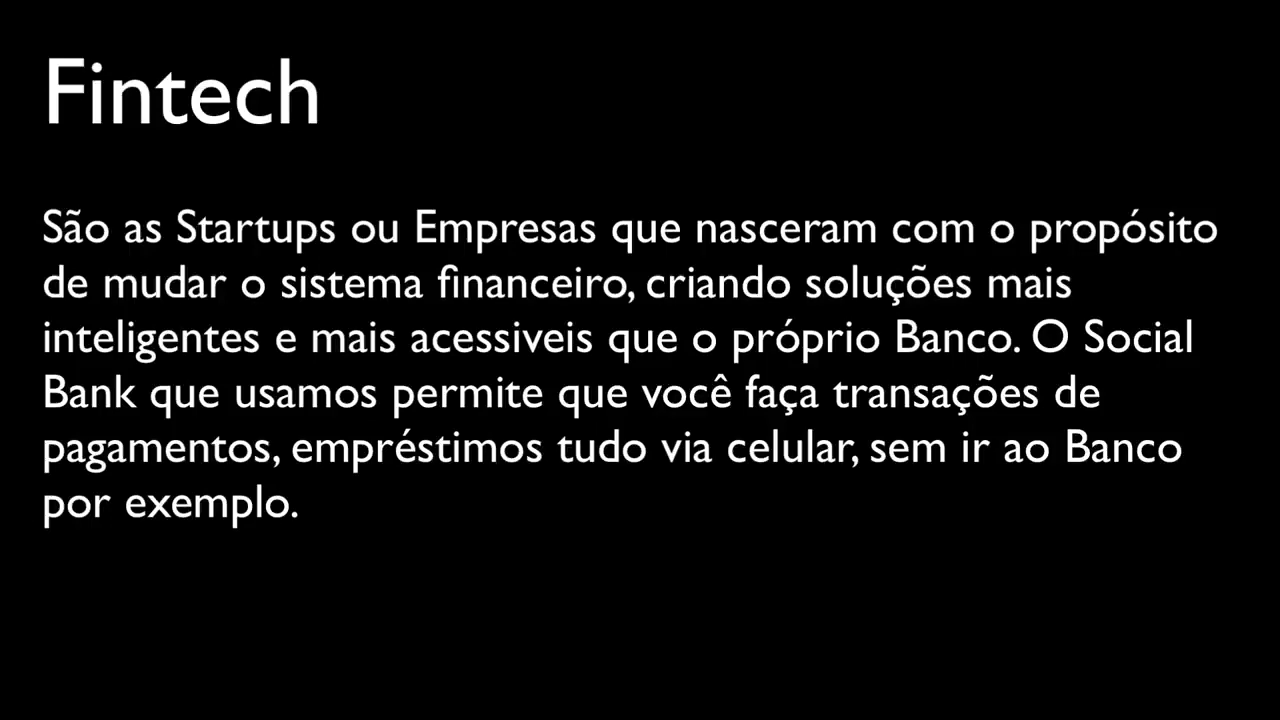 Fintech
São as Startups ou Empresas que nasceram com o propósito
de mudar o sistema financeiro, criando soluções mais
inteligentes e mais acessiveis que o próprio Banco. O Social
Bank que usamos permite que você faça transações de
pagamentos, empréstimos tudo via celular, sem ir ao Banco
por exemplo.